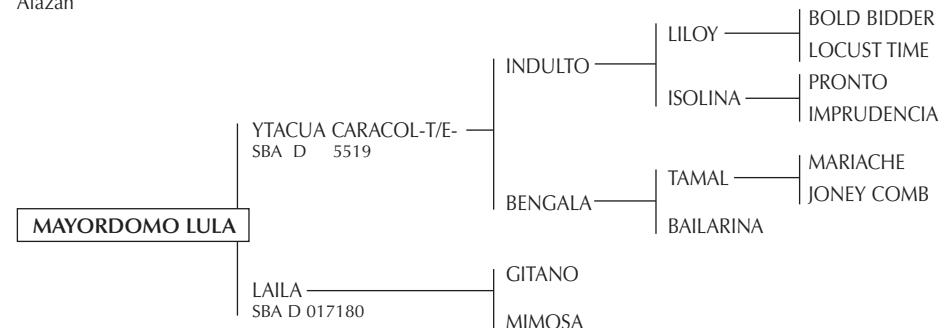 Alazán
BOLD BIDDER
LILOY
LOCUST TIME
INDULTO
PRONTO
ISOLINA
IMPRUDENCIA
YTACUA CARACOL-T/E-
SBA D 5519
MARIACHE
TAMAL
JONEY COMB
BENGALA
BAILARINA
MAYORDOMO LULA
GITANO
LAILA
SBA D 017180
MIMOSA